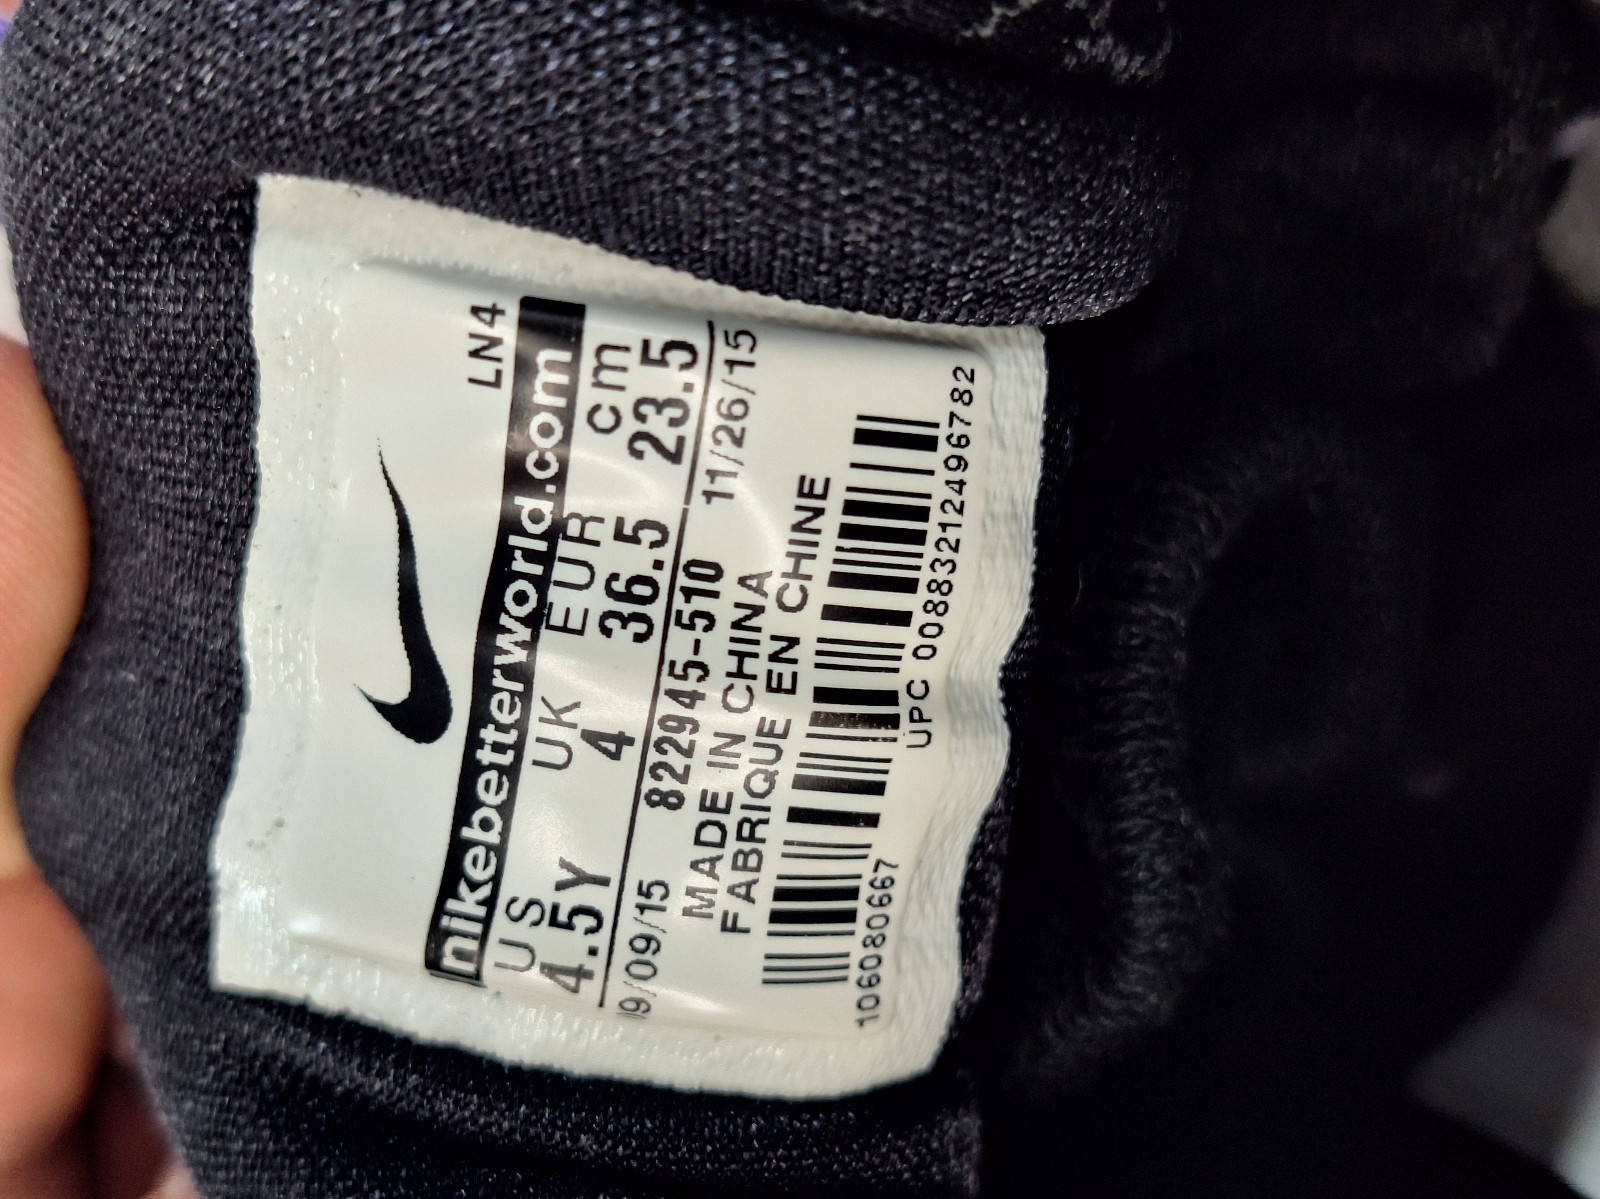 LN4
nikebetterworld.com
US UK EUR cm
4.5Y 4 36.5 23.5
9/09/15 822945-510 11/26/15
MADE IN CHINA
FABRIQUE EN CHINE
106080667 UPC 00883212496782